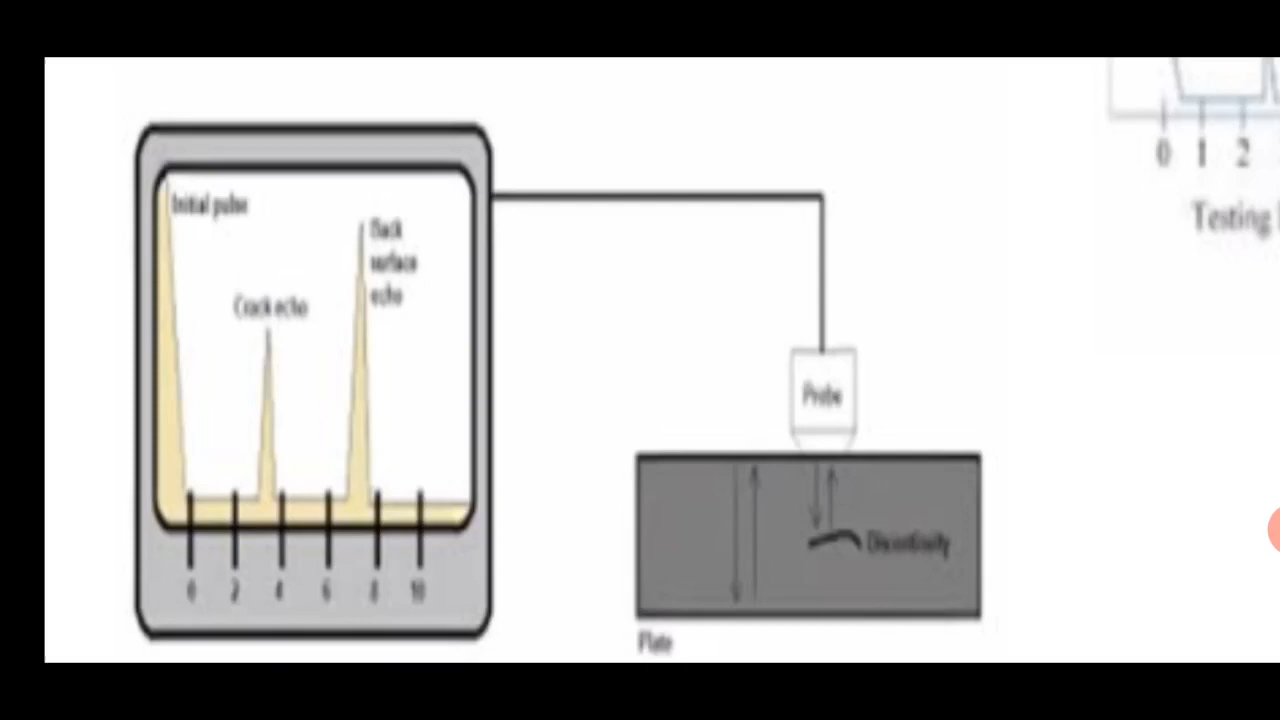 Initial pulse
Back
surface
echo
Crack echo
0 2 4 6 8 10
Probe
Discontinuity
Plate
0 1 2
Testing